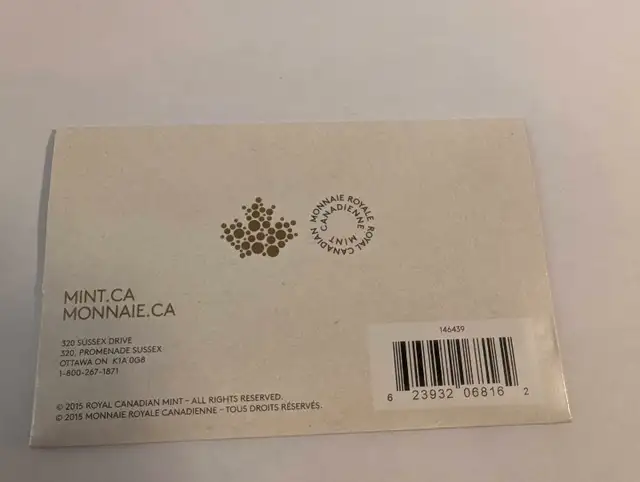 MONNAIE ROYALE CANADIENNE
ROYAL CANADIAN MINT
MINT.CA
MONNAIE.CA
320 SUSSEX DRIVE
320, PROMENADE SUSSEX
OTTAWA ON K1A 0G8
1-800-267-1871
© 2015 ROYAL CANADIAN MINT – ALL RIGHTS RESERVED.
© 2015 MONNAIE ROYALE CANADIENNE – TOUS DROITS RÉSERVÉS.
146439
6 23932 06816 2